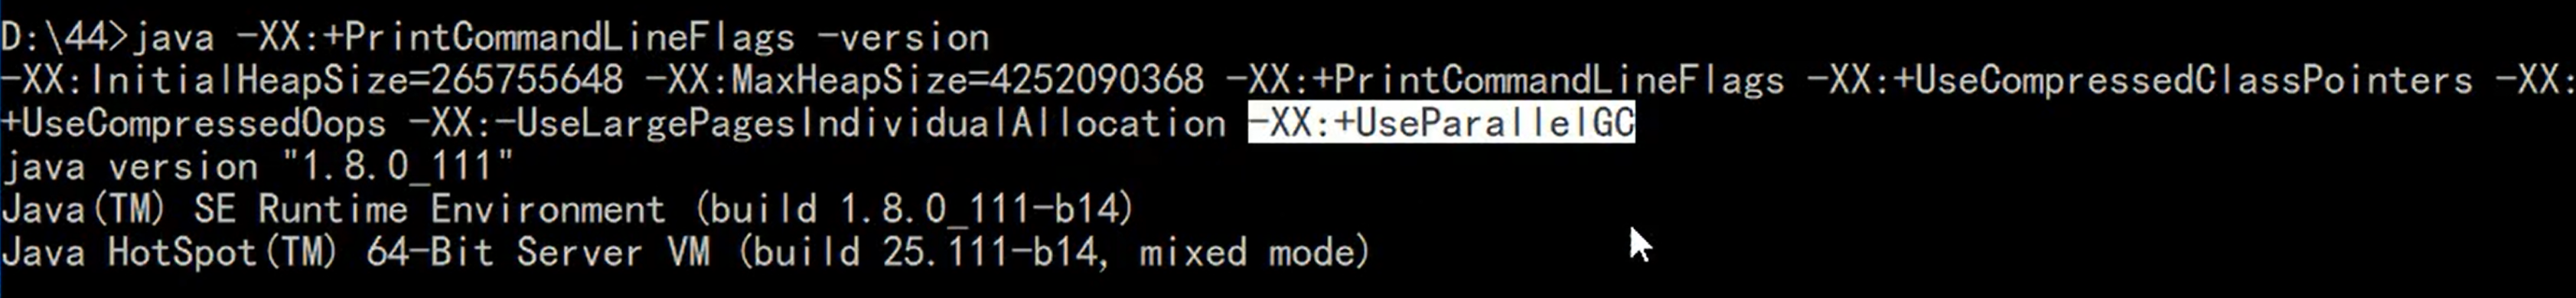 D:\44>java -XX:+PrintCommandLineFlags -version
-XX:InitialHeapSize=265755648 -XX:MaxHeapSize=4252090368 -XX:+PrintCommandLineFlags -XX:+UseCompressedClassPointers -XX:
+UseCompressedOops -XX:-UseLargePagesIndividualAllocation -XX:+UseParallelGC
java version "1.8.0_111"
Java(TM) SE Runtime Environment (build 1.8.0_111-b14)
Java HotSpot(TM) 64-Bit Server VM (build 25.111-b14, mixed mode)